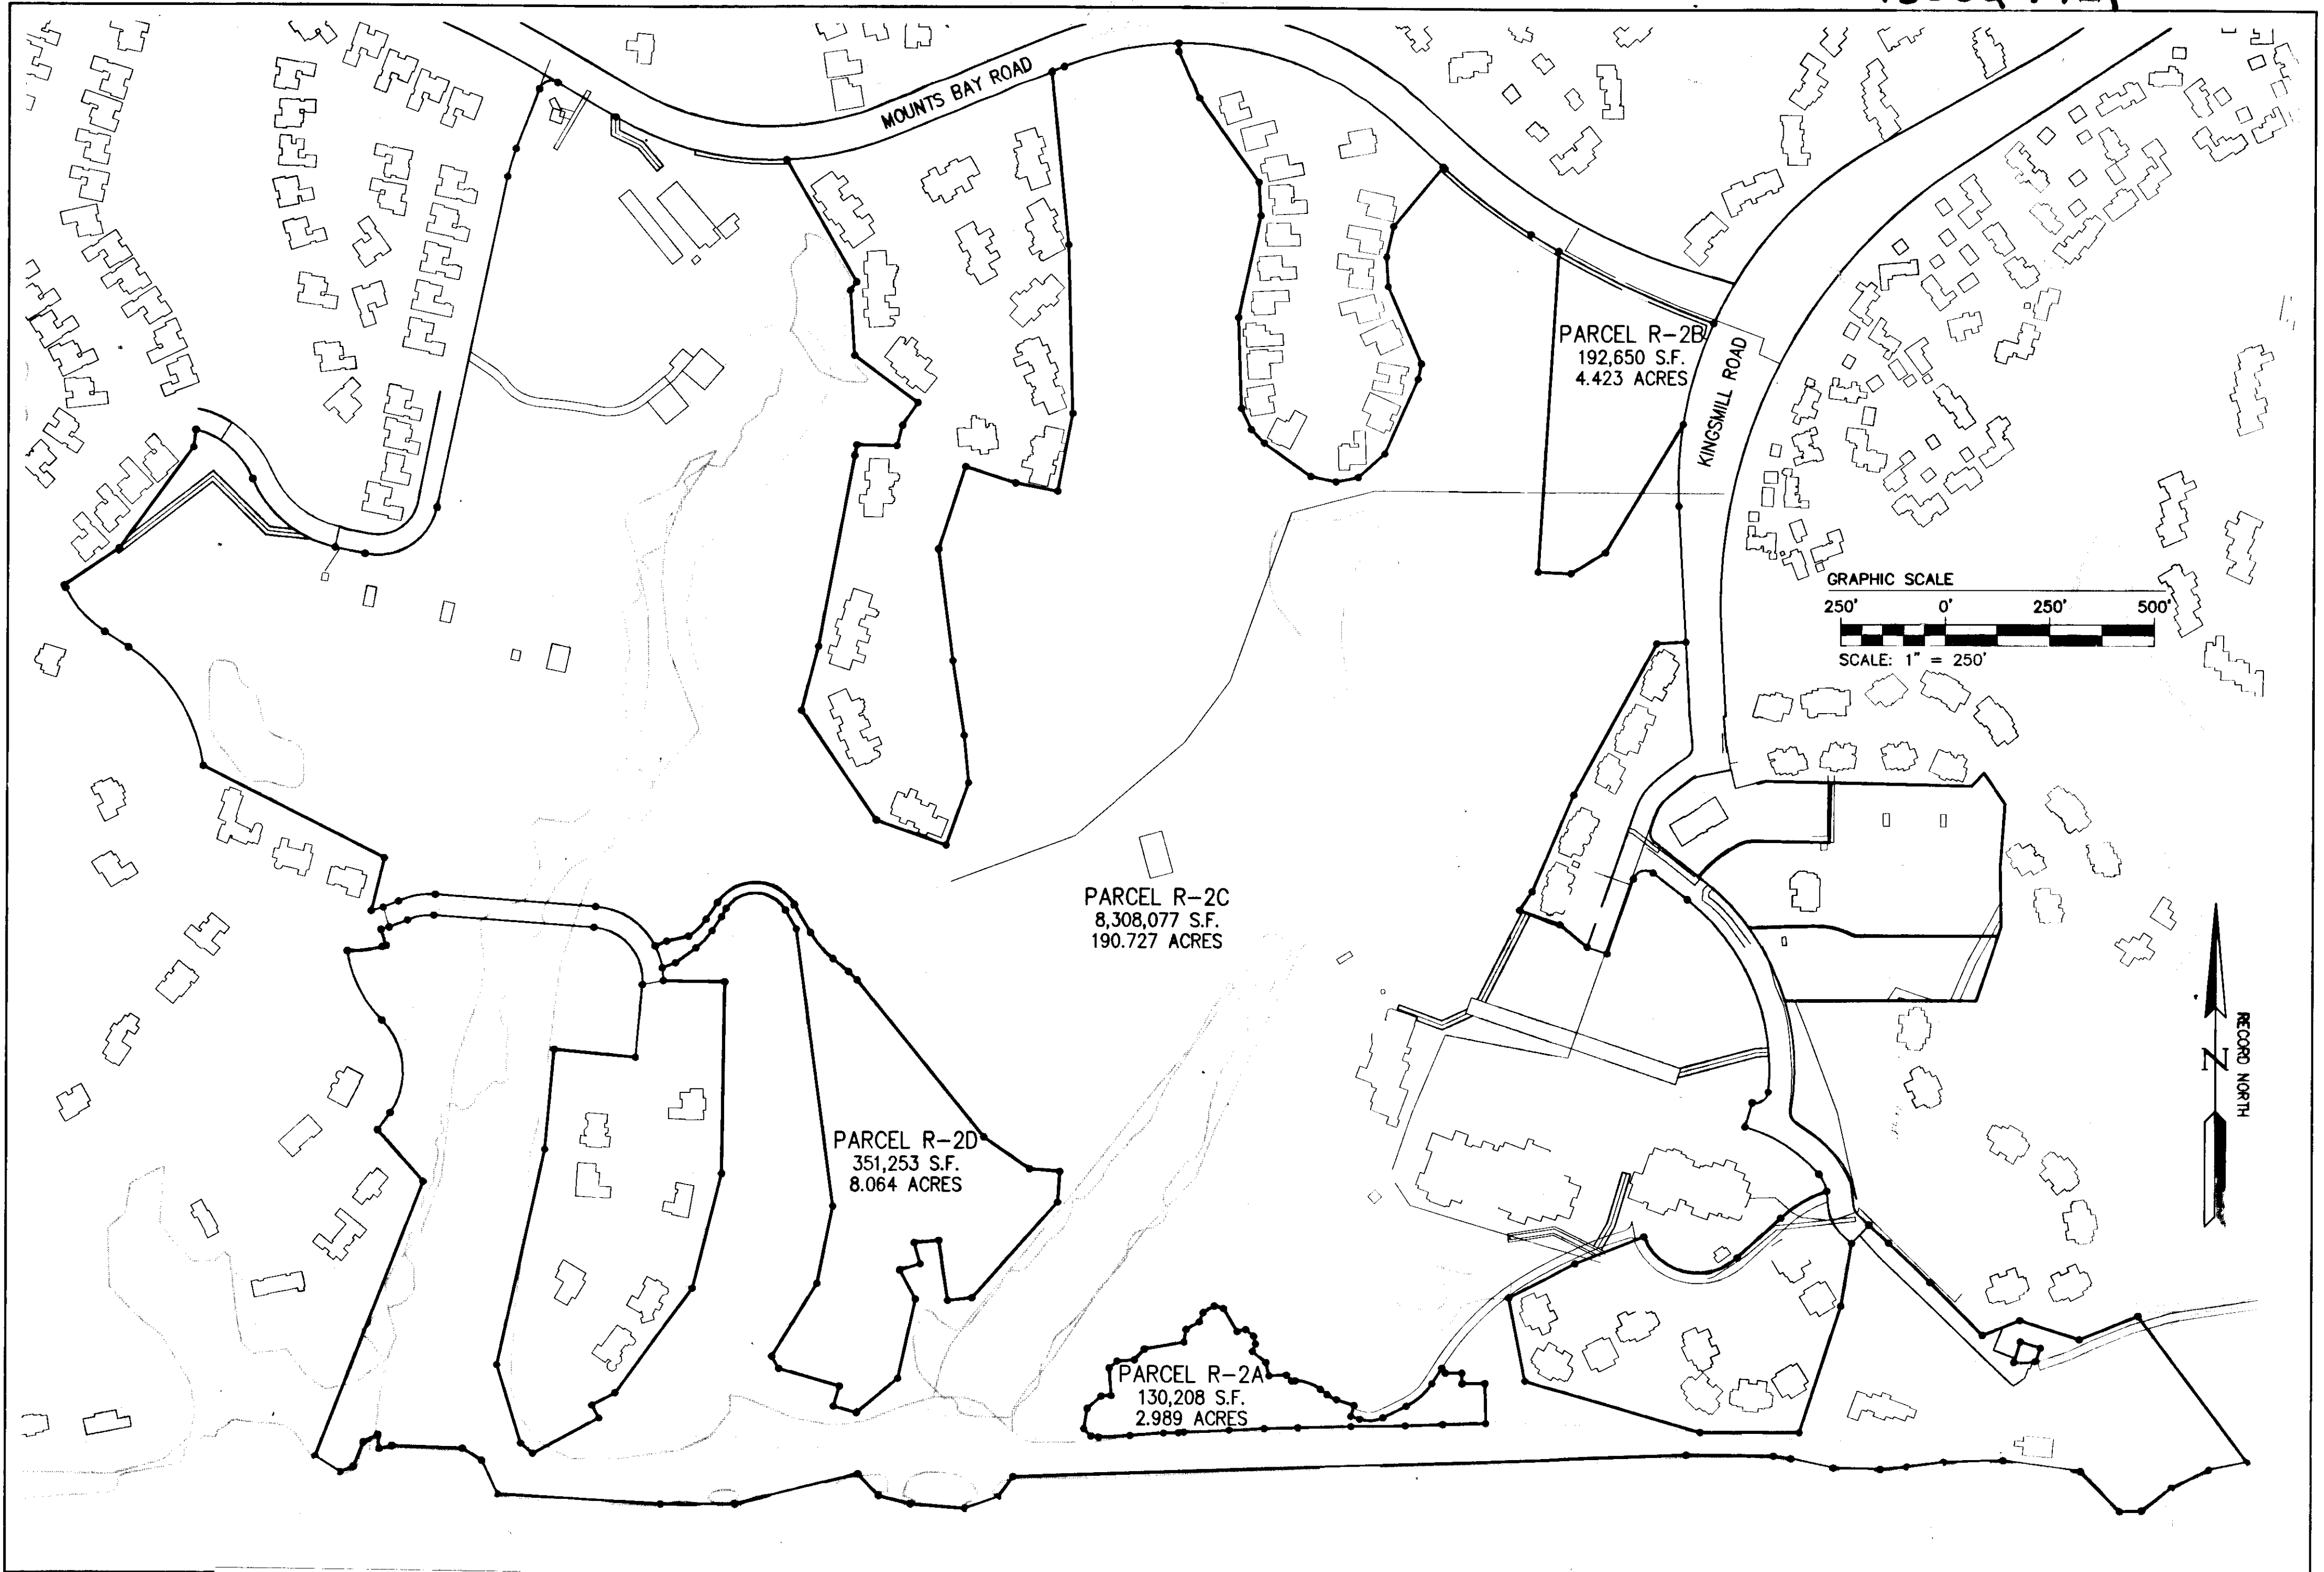 MOUNTS BAY ROAD
PARCEL R-2B
192,650 S.F.
4.423 ACRES
KINGSMILL ROAD
GRAPHIC SCALE
250' 0' 250' 500'
SCALE: 1" = 250'
PARCEL R-2C
8,308,077 S.F.
190.727 ACRES
RECORD NORTH
N
PARCEL R-2D
351,253 S.F.
8.064 ACRES
PARCEL R-2A
130,208 S.F.
2.989 ACRES